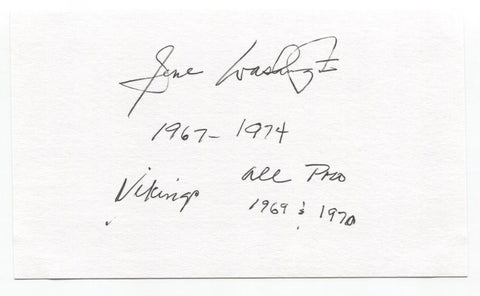 Gene Washington
1967- 1974
Vikings All Pro
1969 & 1970